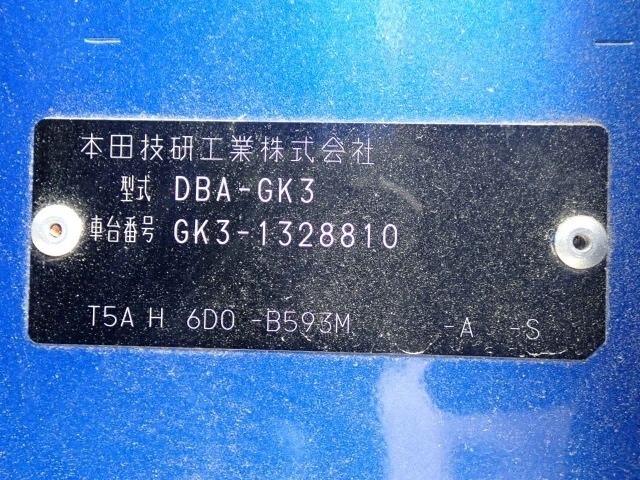 本田技研工業株式会社
型式 DBA-GK3
車台番号 GK3-1328810
T5A H 6D0 -B593M -A -S